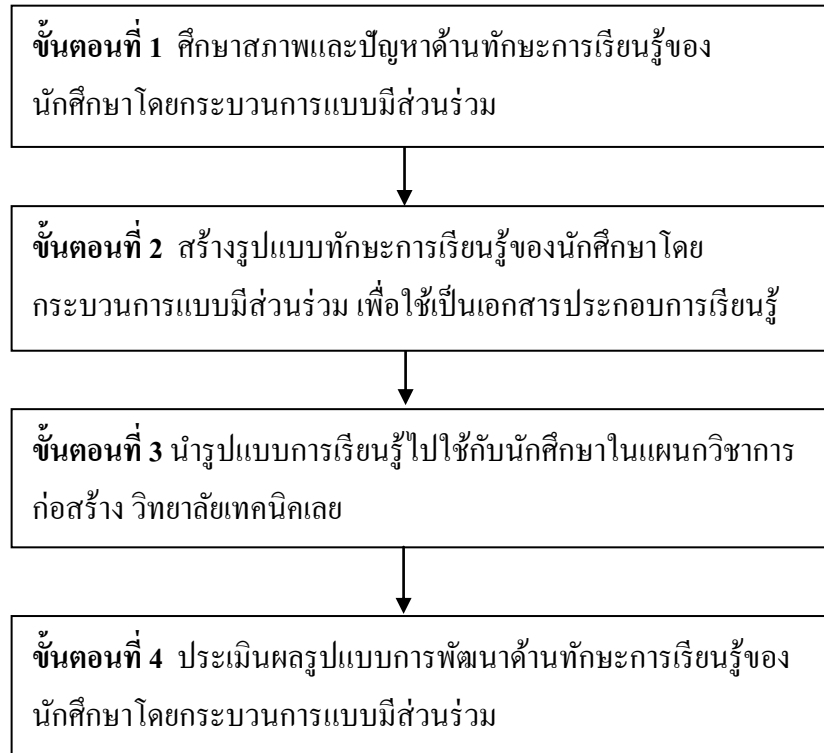 ขั้นตอนที่ 1 ศึกษาสภาพและปัญหาด้านทักษะการเรียนรู้ของ
นักศึกษาโดยกระบวนการแบบมีส่วนร่วม
ขั้นตอนที่ 2 สร้างรูปแบบทักษะการเรียนรู้ของนักศึกษาโดย
กระบวนการแบบมีส่วนร่วม เพื่อใช้เป็นเอกสารประกอบการเรียนรู้
ขั้นตอนที่ 3 นำรูปแบบการเรียนรู้ไปใช้กับนักศึกษาในแผนกวิชาการ
ก่อสร้าง วิทยาลัยเทคนิคเลย
ขั้นตอนที่ 4 ประเมินผลรูปแบบการพัฒนาด้านทักษะการเรียนรู้ของ
นักศึกษาโดยกระบวนการแบบมีส่วนร่วม